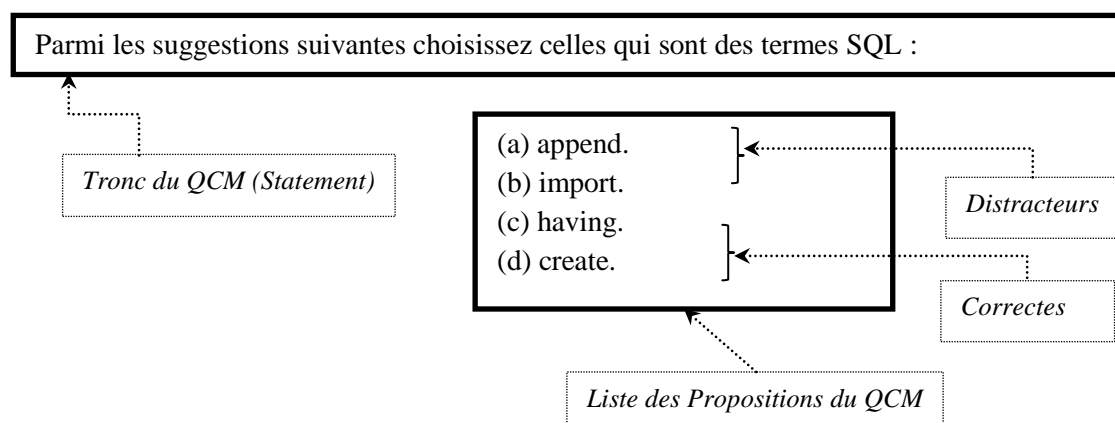 Parmi les suggestions suivantes choisissez celles qui sont des termes SQL :
(a) append.
Tronc du QCM (Statement)
(b) import.
Distracteurs
(c) having.
(d) create.
Correctes
Liste des Propositions du QCM